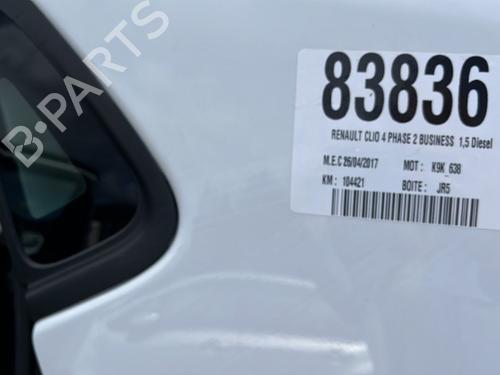 B-PARTS
83836
RENAULT CLIO 4 PHASE 2 BUSINESS 1,5 Diesel
M.E.C 26/04/2017 MOT : K9K_638
KM : 104421 BOITE : JR5